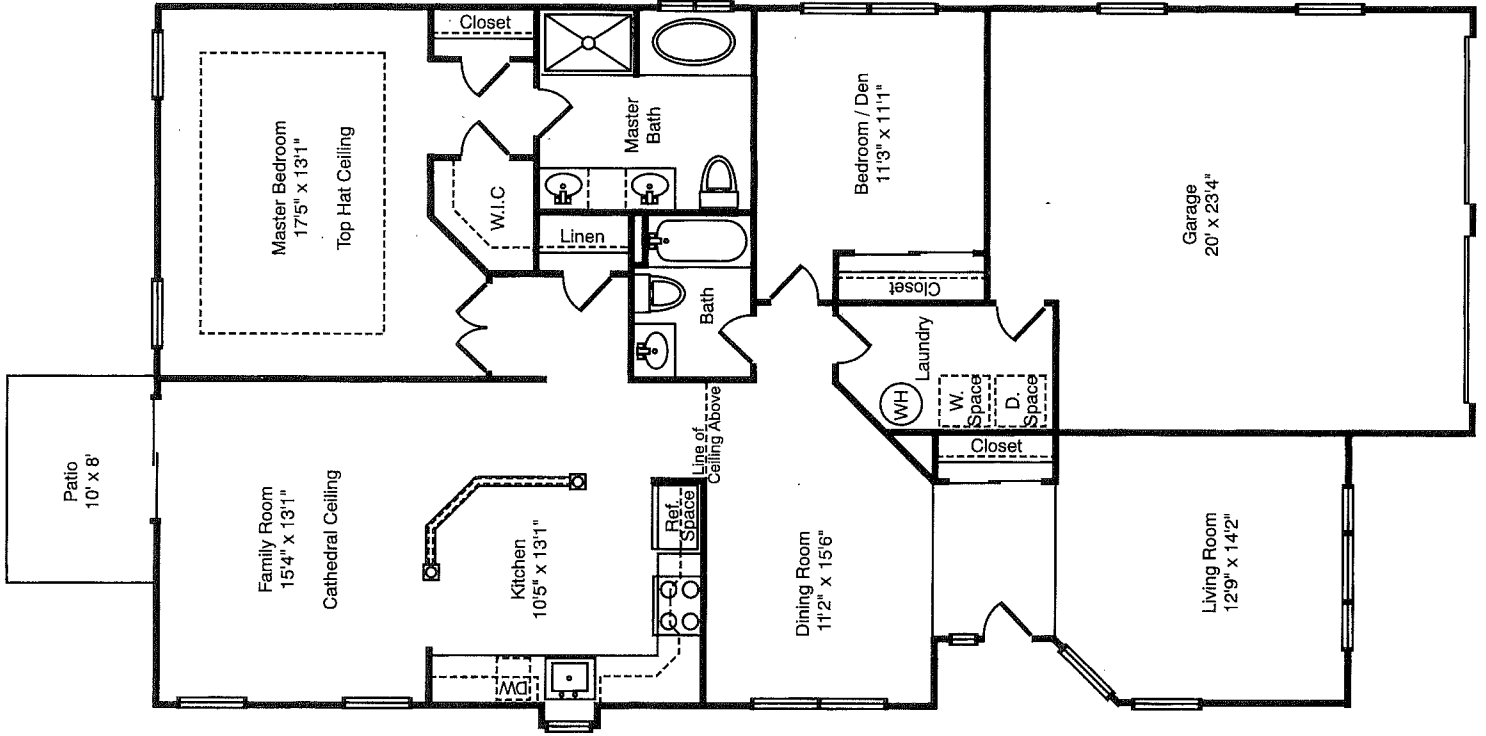 Closet
Master Bedroom
17'5" x 13'1"
Top Hat Ceiling
W.I.C
Master
Bath
Linen
Bath
Bedroom / Den
11'3" x 11'1"
Closet
Garage
20' x 23'4"
Laundry
WH
W.
Space
D.
Space
Closet
Line of
Ceiling Above
Patio
10' x 8'
Family Room
15'4" x 13'1"
Cathedral Ceiling
Kitchen
10'5" x 13'1"
Ref.
Space
DW
Dining Room
11'2" x 15'6"
Living Room
12'9" x 14'2"